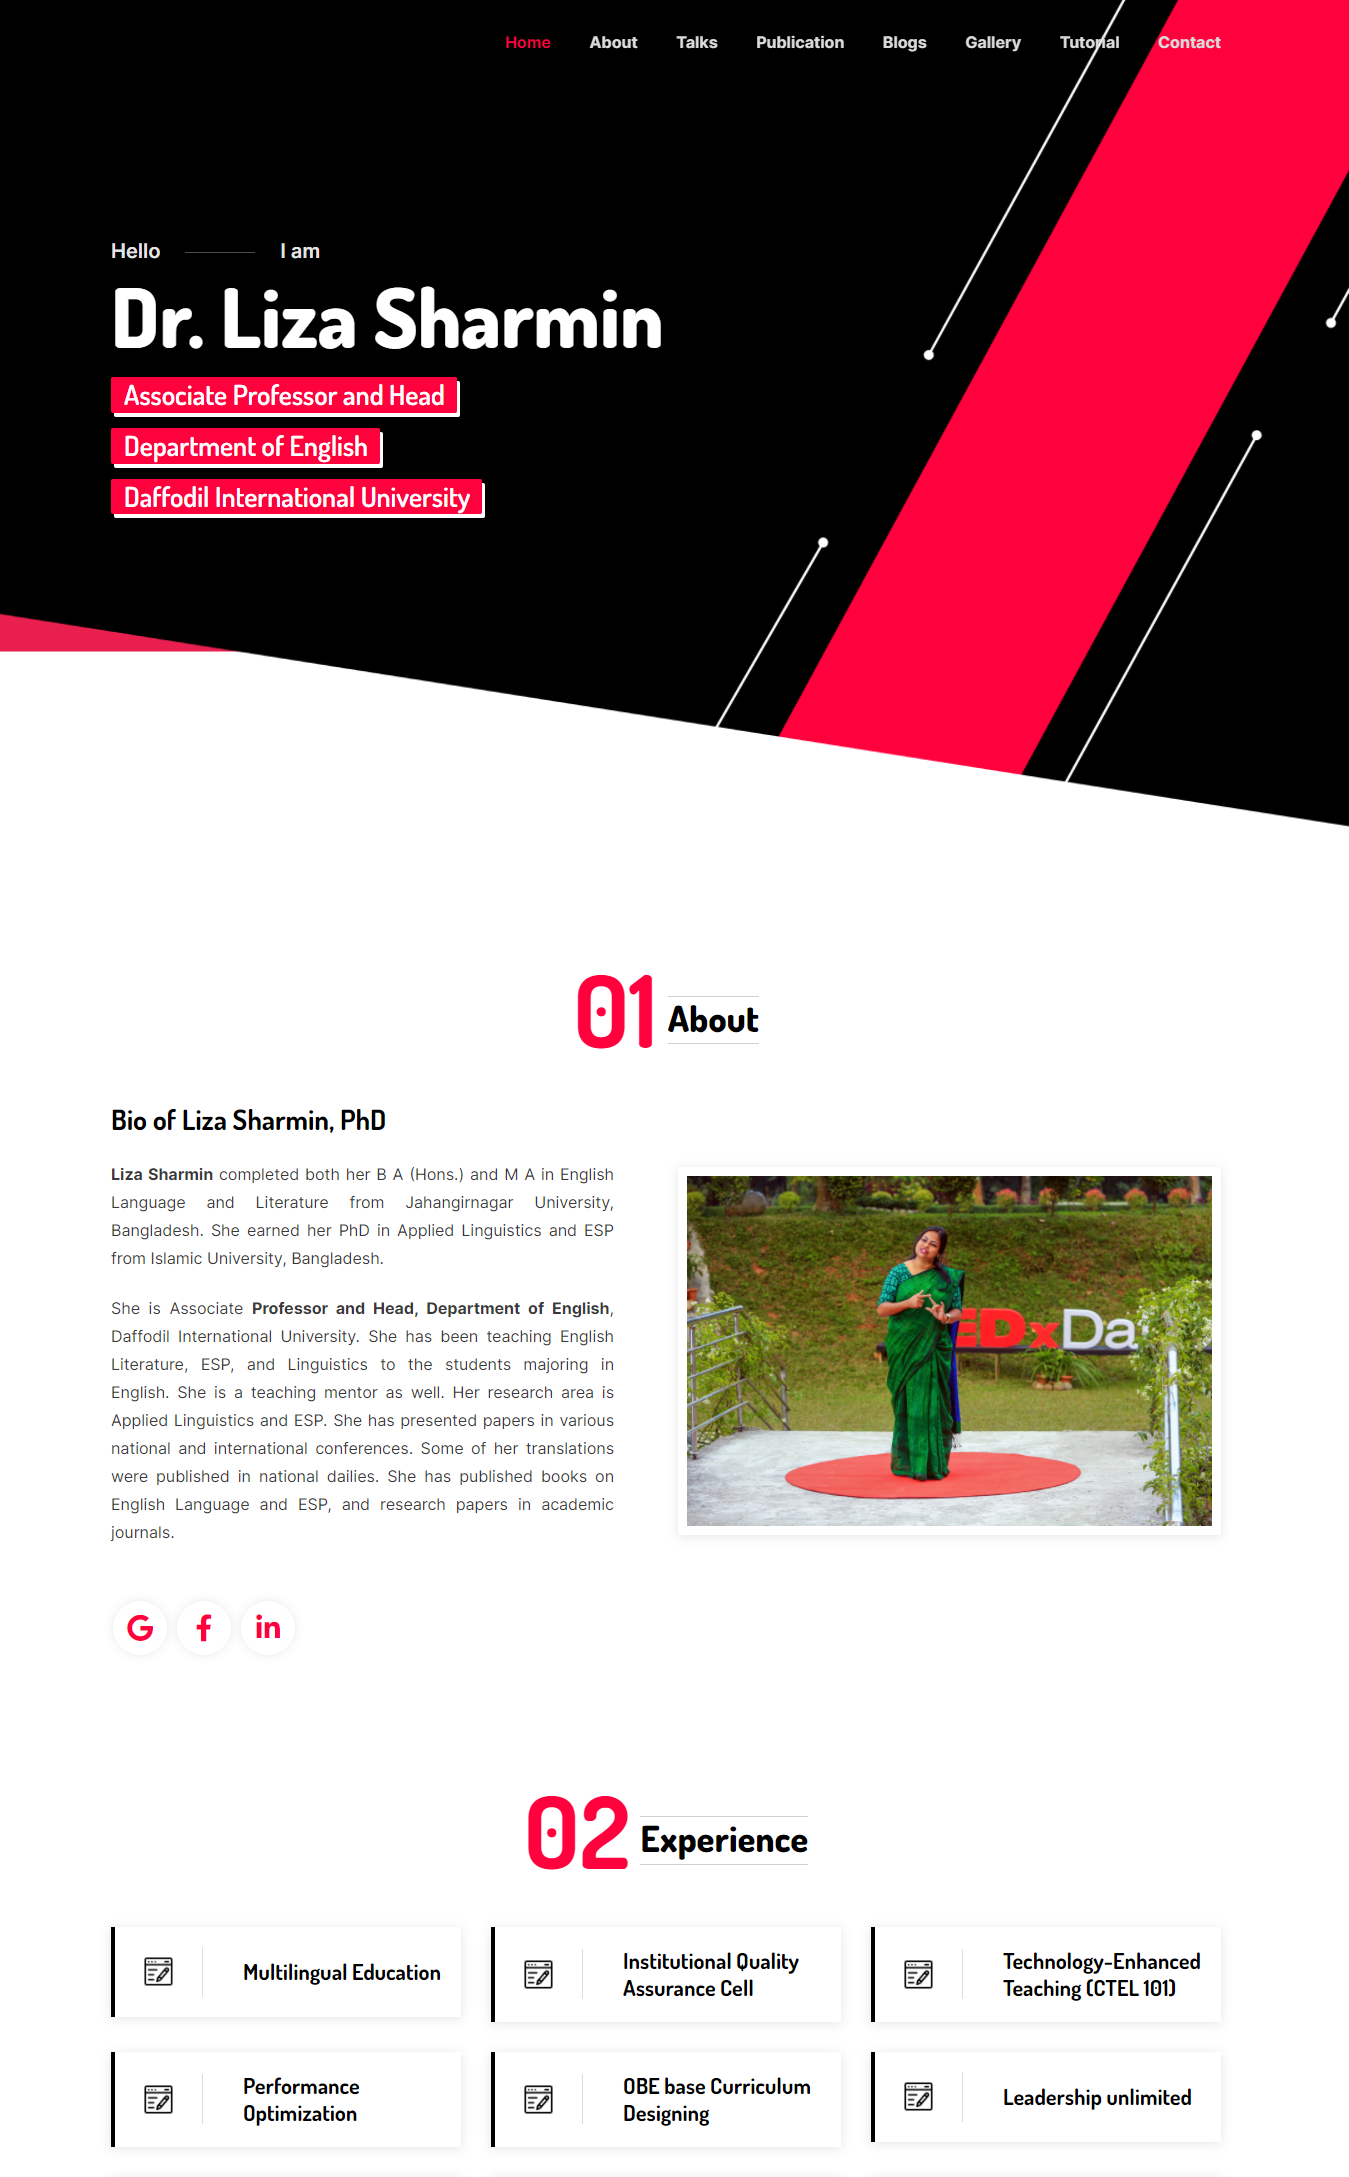 Home About Talks Publication Blogs Gallery Tutorial Contact
Hello I am
Dr. Liza Sharmin
Associate Professor and Head
Department of English
Daffodil International University
01 About
Bio of Liza Sharmin, PhD
Liza Sharmin completed both her B A (Hons.) and M A in English
Language and Literature from Jahangirnagar University,
Bangladesh. She earned her PhD in Applied Linguistics and ESP
from Islamic University, Bangladesh.
She is Associate Professor and Head, Department of English,
Daffodil International University. She has been teaching English
Literature, ESP, and Linguistics to the students majoring in
English. She is a teaching mentor as well. Her research area is
Applied Linguistics and ESP. She has presented papers in various
national and international conferences. Some of her translations
were published in national dailies. She has published books on
English Language and ESP, and research papers in academic
journals.
EDxDa
G f in
02 Experience
Multilingual Education
Institutional Quality
Assurance Cell
Technology-Enhanced
Teaching (CTEL 101)
Performance
Optimization
OBE base Curriculum
Designing
Leadership unlimited